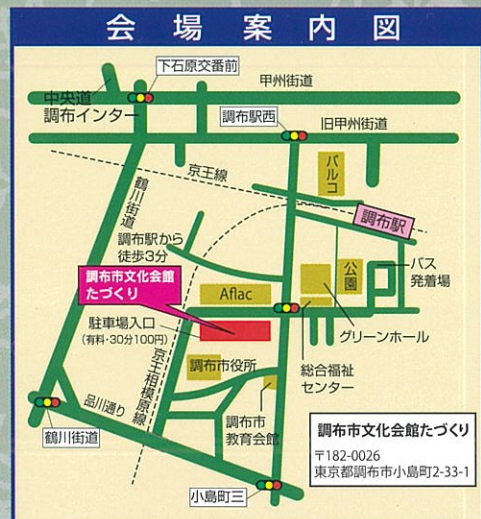 会場案内図
下石原交番前
甲州街道
中央道
調布インター
調布駅西
旧甲州街道
パルコ
京王線
鶴川街道
調布駅
調布駅から
徒歩3分
公園
バス
発着場
調布市文化会館
たづくり
Aflac
グリーンホール
駐車場入口
(有料・30分100円)
京王相模原線
調布市役所
総合福祉
センター
品川通り
調布市
教育会館
鶴川街道
小島町三
調布市文化会館たづくり
〒182-0026
東京都調布市小島町2-33-1